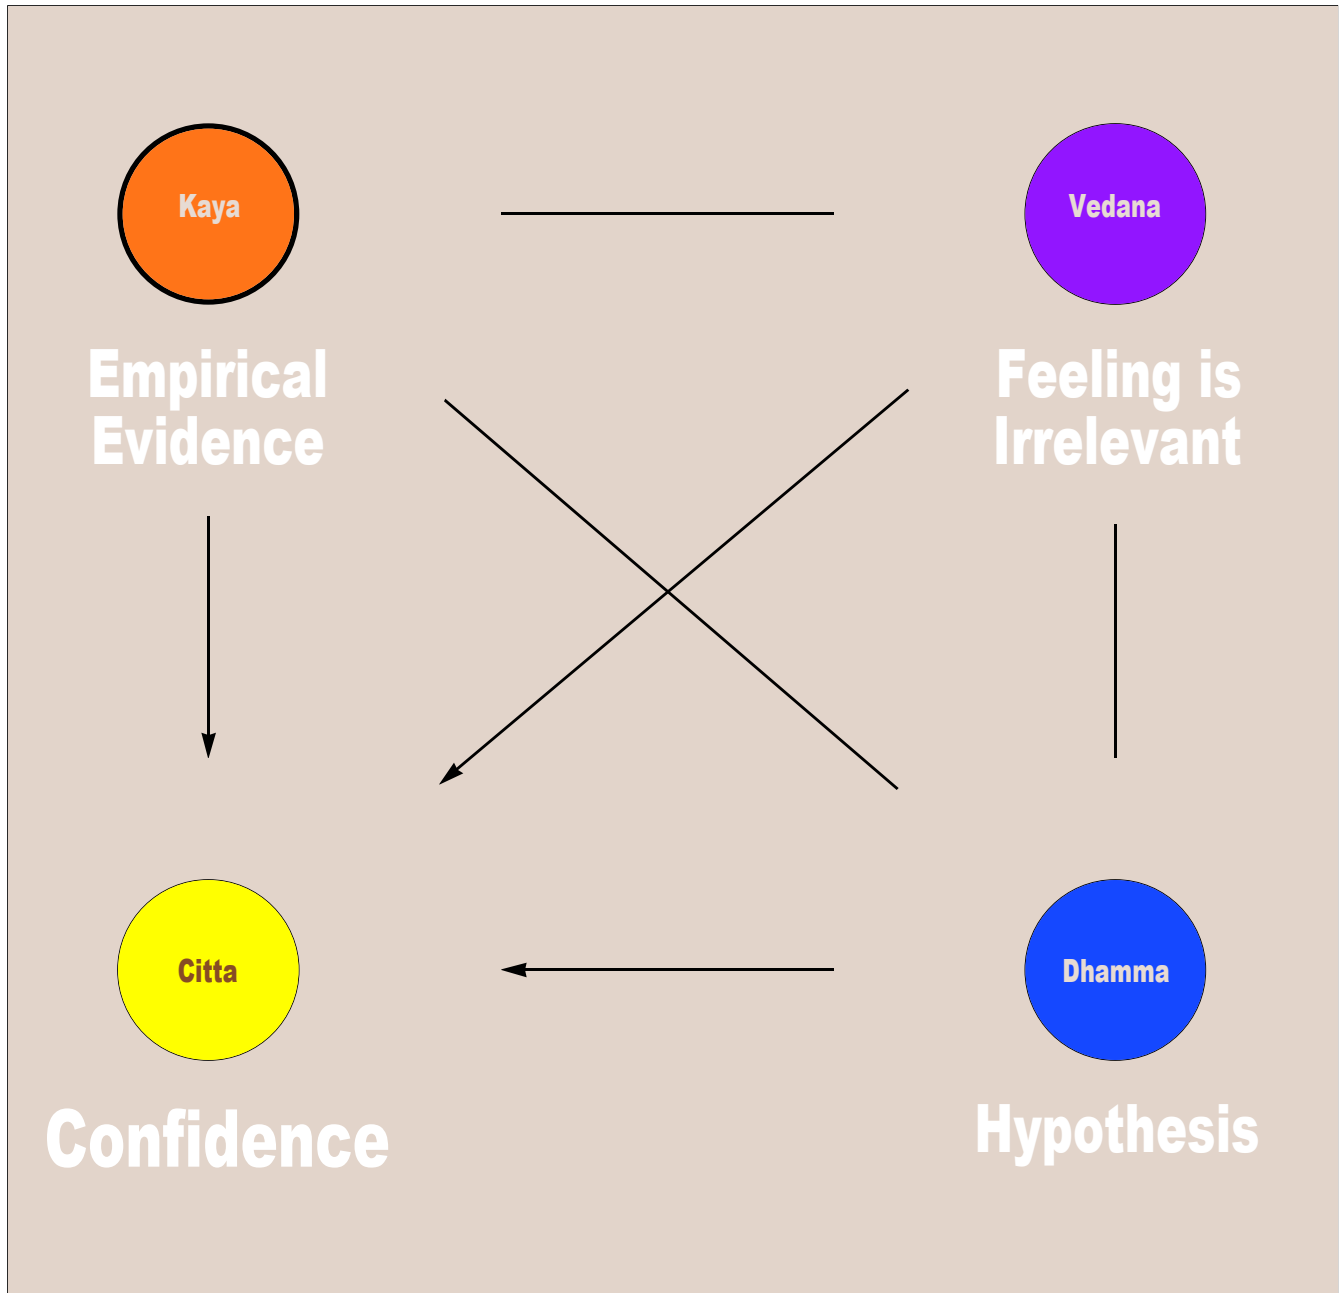 Kaya
Vedana
Empirical
Evidence
Feeling is
Irrelevant
Citta
Dhamma
Confidence
Hypothesis